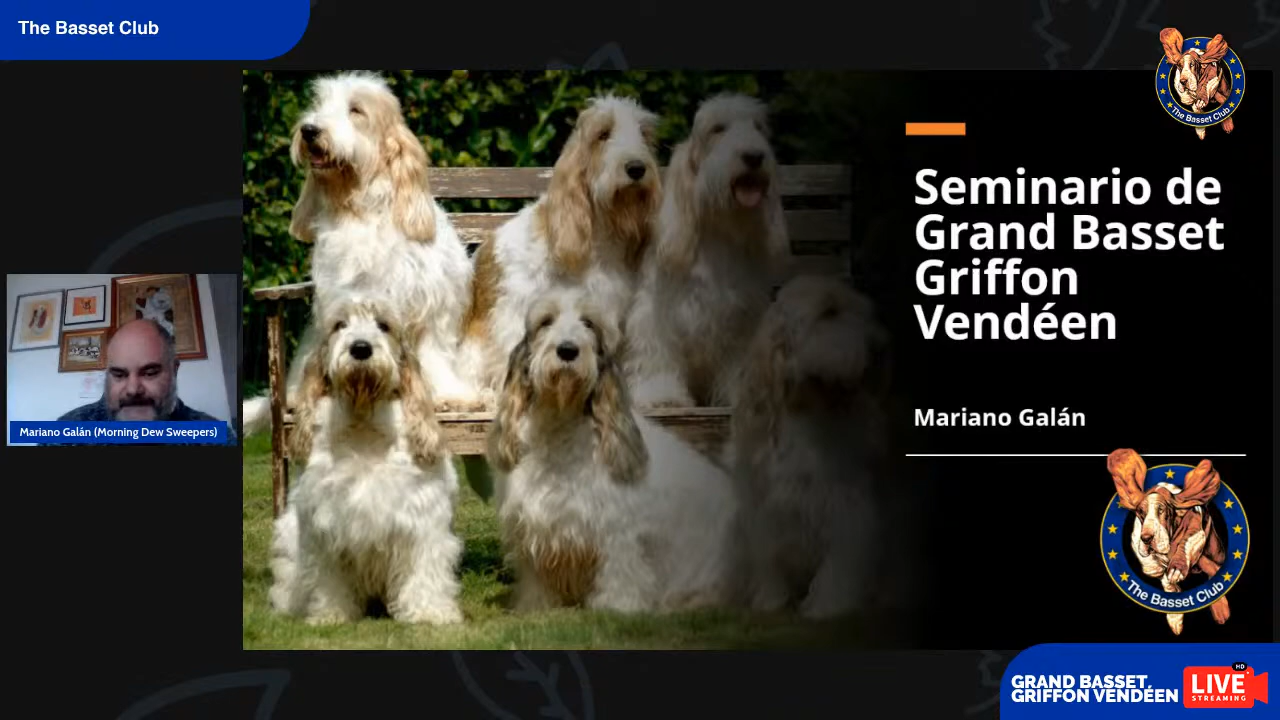 The Basset Club
The Basset Club
Seminario de
Grand Basset
Griffon
Vendéen
Mariano Galán
Mariano Galán (Morning Dew Sweepers)
The Basset Club
GRAND BASSET
GRIFFON VENDÉEN
HD
LIVE
STREAMING